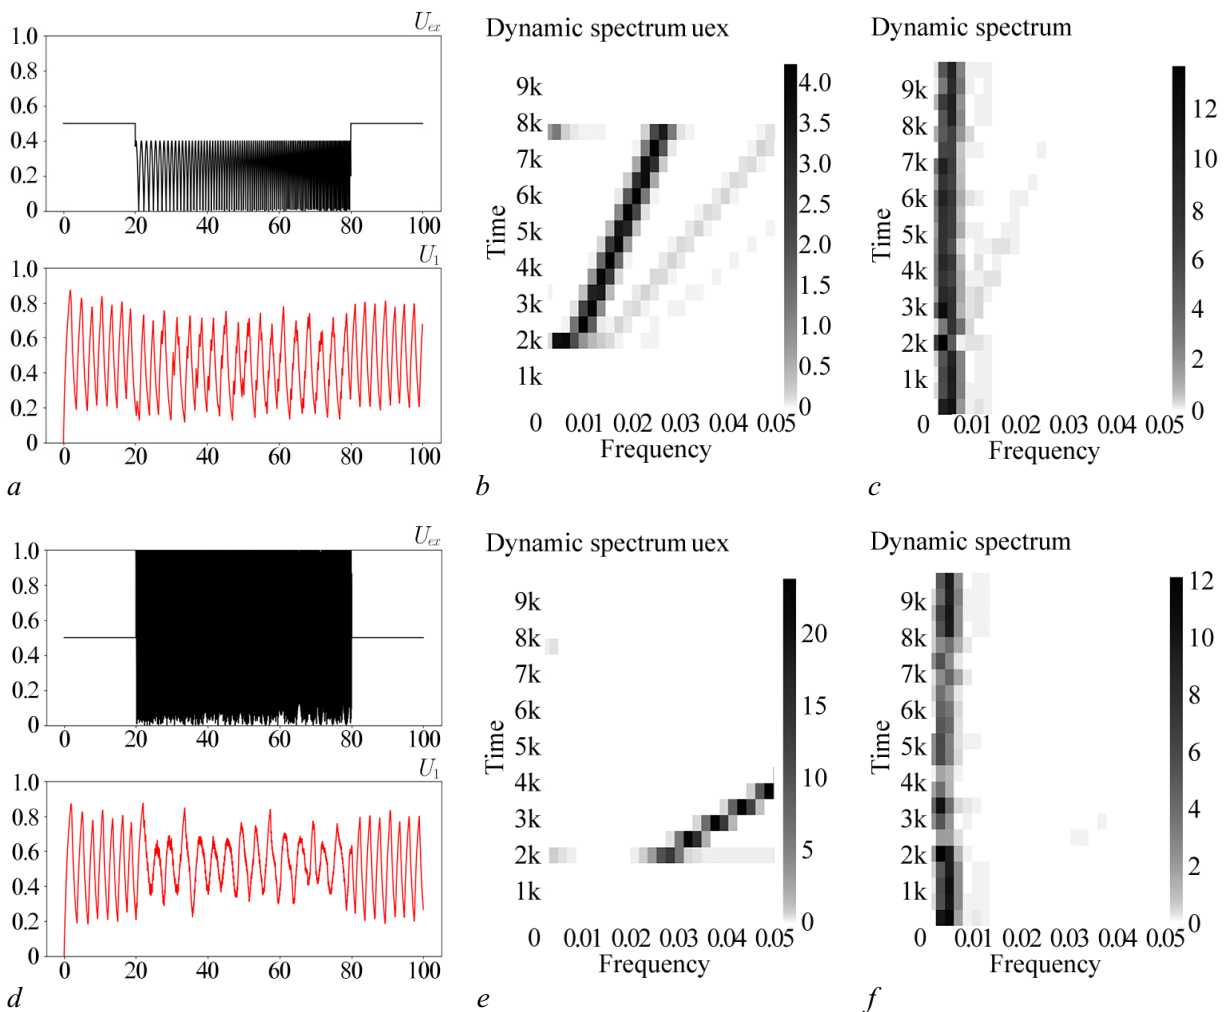 U_ex
1.0
0.8
0.6
0.4
0.2
0
0 20 40 60 80 100
U_1
1.0
0.8
0.6
0.4
0.2
0
0 20 40 60 80 100
a
Dynamic spectrum uex
9k
8k
7k
6k
5k
4k
3k
2k
1k
Time
0 0.01 0.02 0.03 0.04 0.05
Frequency
4.0
3.5
3.0
2.5
2.0
1.5
1.0
0.5
0
b
Dynamic spectrum
9k
8k
7k
6k
5k
4k
3k
2k
1k
Time
0 0.01 0.02 0.03 0.04 0.05
Frequency
12
10
8
6
4
2
0
c
U_ex
1.0
0.8
0.6
0.4
0.2
0
0 20 40 60 80 100
U_1
1.0
0.8
0.6
0.4
0.2
0
0 20 40 60 80 100
d
Dynamic spectrum uex
9k
8k
7k
6k
5k
4k
3k
2k
1k
Time
0 0.01 0.02 0.03 0.04 0.05
Frequency
20
15
10
5
0
e
Dynamic spectrum
9k
8k
7k
6k
5k
4k
3k
2k
1k
Time
0 0.01 0.02 0.03 0.04 0.05
Frequency
12
10
8
6
4
2
0
f